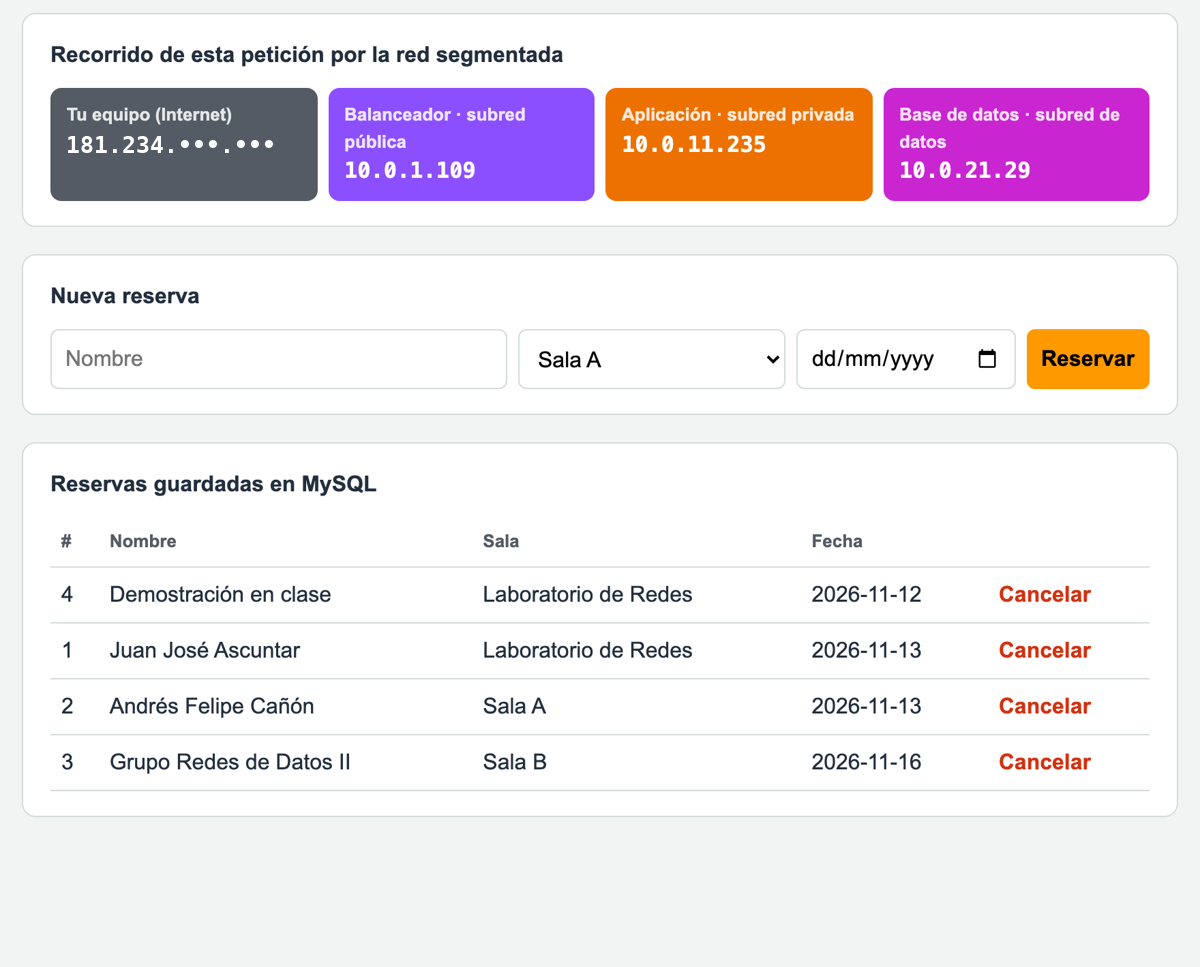 Recorrido de esta petición por la red segmentada
Tu equipo (Internet)
181.234.•••.•••
Balanceador · subred
pública
10.0.1.109
Aplicación · subred privada
10.0.11.235
Base de datos · subred de
datos
10.0.21.29
Nueva reserva
Nombre
Sala A
dd/mm/yyyy
Reservar
Reservas guardadas en MySQL
# Nombre Sala Fecha
4 Demostración en clase Laboratorio de Redes 2026-11-12 Cancelar
1 Juan José Ascuntar Laboratorio de Redes 2026-11-13 Cancelar
2 Andrés Felipe Cañón Sala A 2026-11-13 Cancelar
3 Grupo Redes de Datos II Sala B 2026-11-16 Cancelar